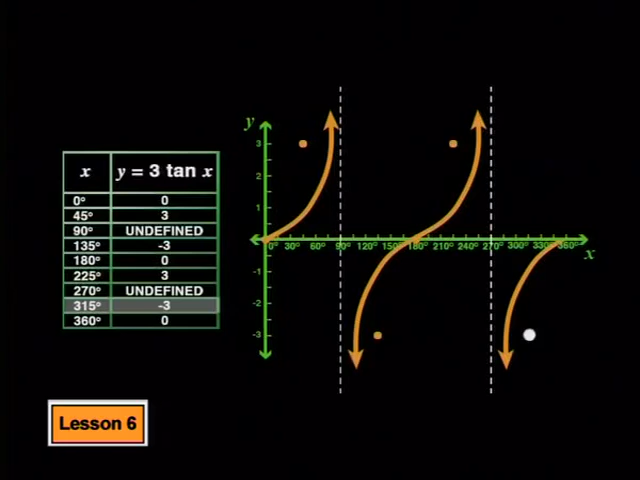 x y = 3 tan x
0° 0
45° 3
90° UNDEFINED
135° -3
180° 0
225° 3
270° UNDEFINED
315° -3
360° 0
y
3
2
1
0° 30° 60° 90° 120° 150° 180° 210° 240° 270° 300° 330° 360°
x
-1
-2
-3
Lesson 6